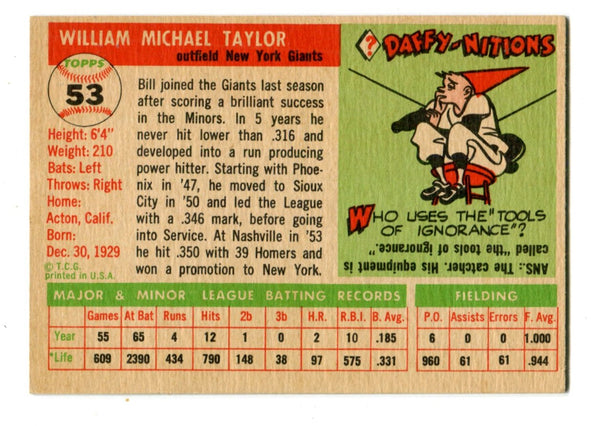 WILLIAM MICHAEL TAYLOR
outfield New York Giants
TOPPS
53
Height: 6'4"
Weight: 210
Bats: Left
Throws: Right
Home:
Acton, Calif.
Born:
Dec. 30, 1929
© T.C.G.
printed in U.S.A.
Bill joined the Giants last season
after scoring a brilliant success
in the Minors. In 5 years he
never hit lower than .316 and
developed into a run producing
power hitter. Starting with Phoe-
nix in '47, he moved to Sioux
City in '50 and led the League
with a .346 mark, before going
into Service. At Nashville in '53
he hit .350 with 39 Homers and
won a promotion to New York.
? DAFFY-NITIONS
WHO USES THE "TOOLS
OF IGNORANCE"?
ANS.: The catcher. His equipment is
called "the tools of ignorance."
MAJOR & MINOR LEAGUE BATTING RECORDS FIELDING
Games At Bat Runs Hits 2b 3b H.R. R.B.I. B. Avg. P.O. Assists Errors F. Avg.
Year 55 65 4 12 1 0 2 10 .185 6 0 0 1.000
*Life 609 2390 434 790 148 38 97 575 .331 960 61 61 .944